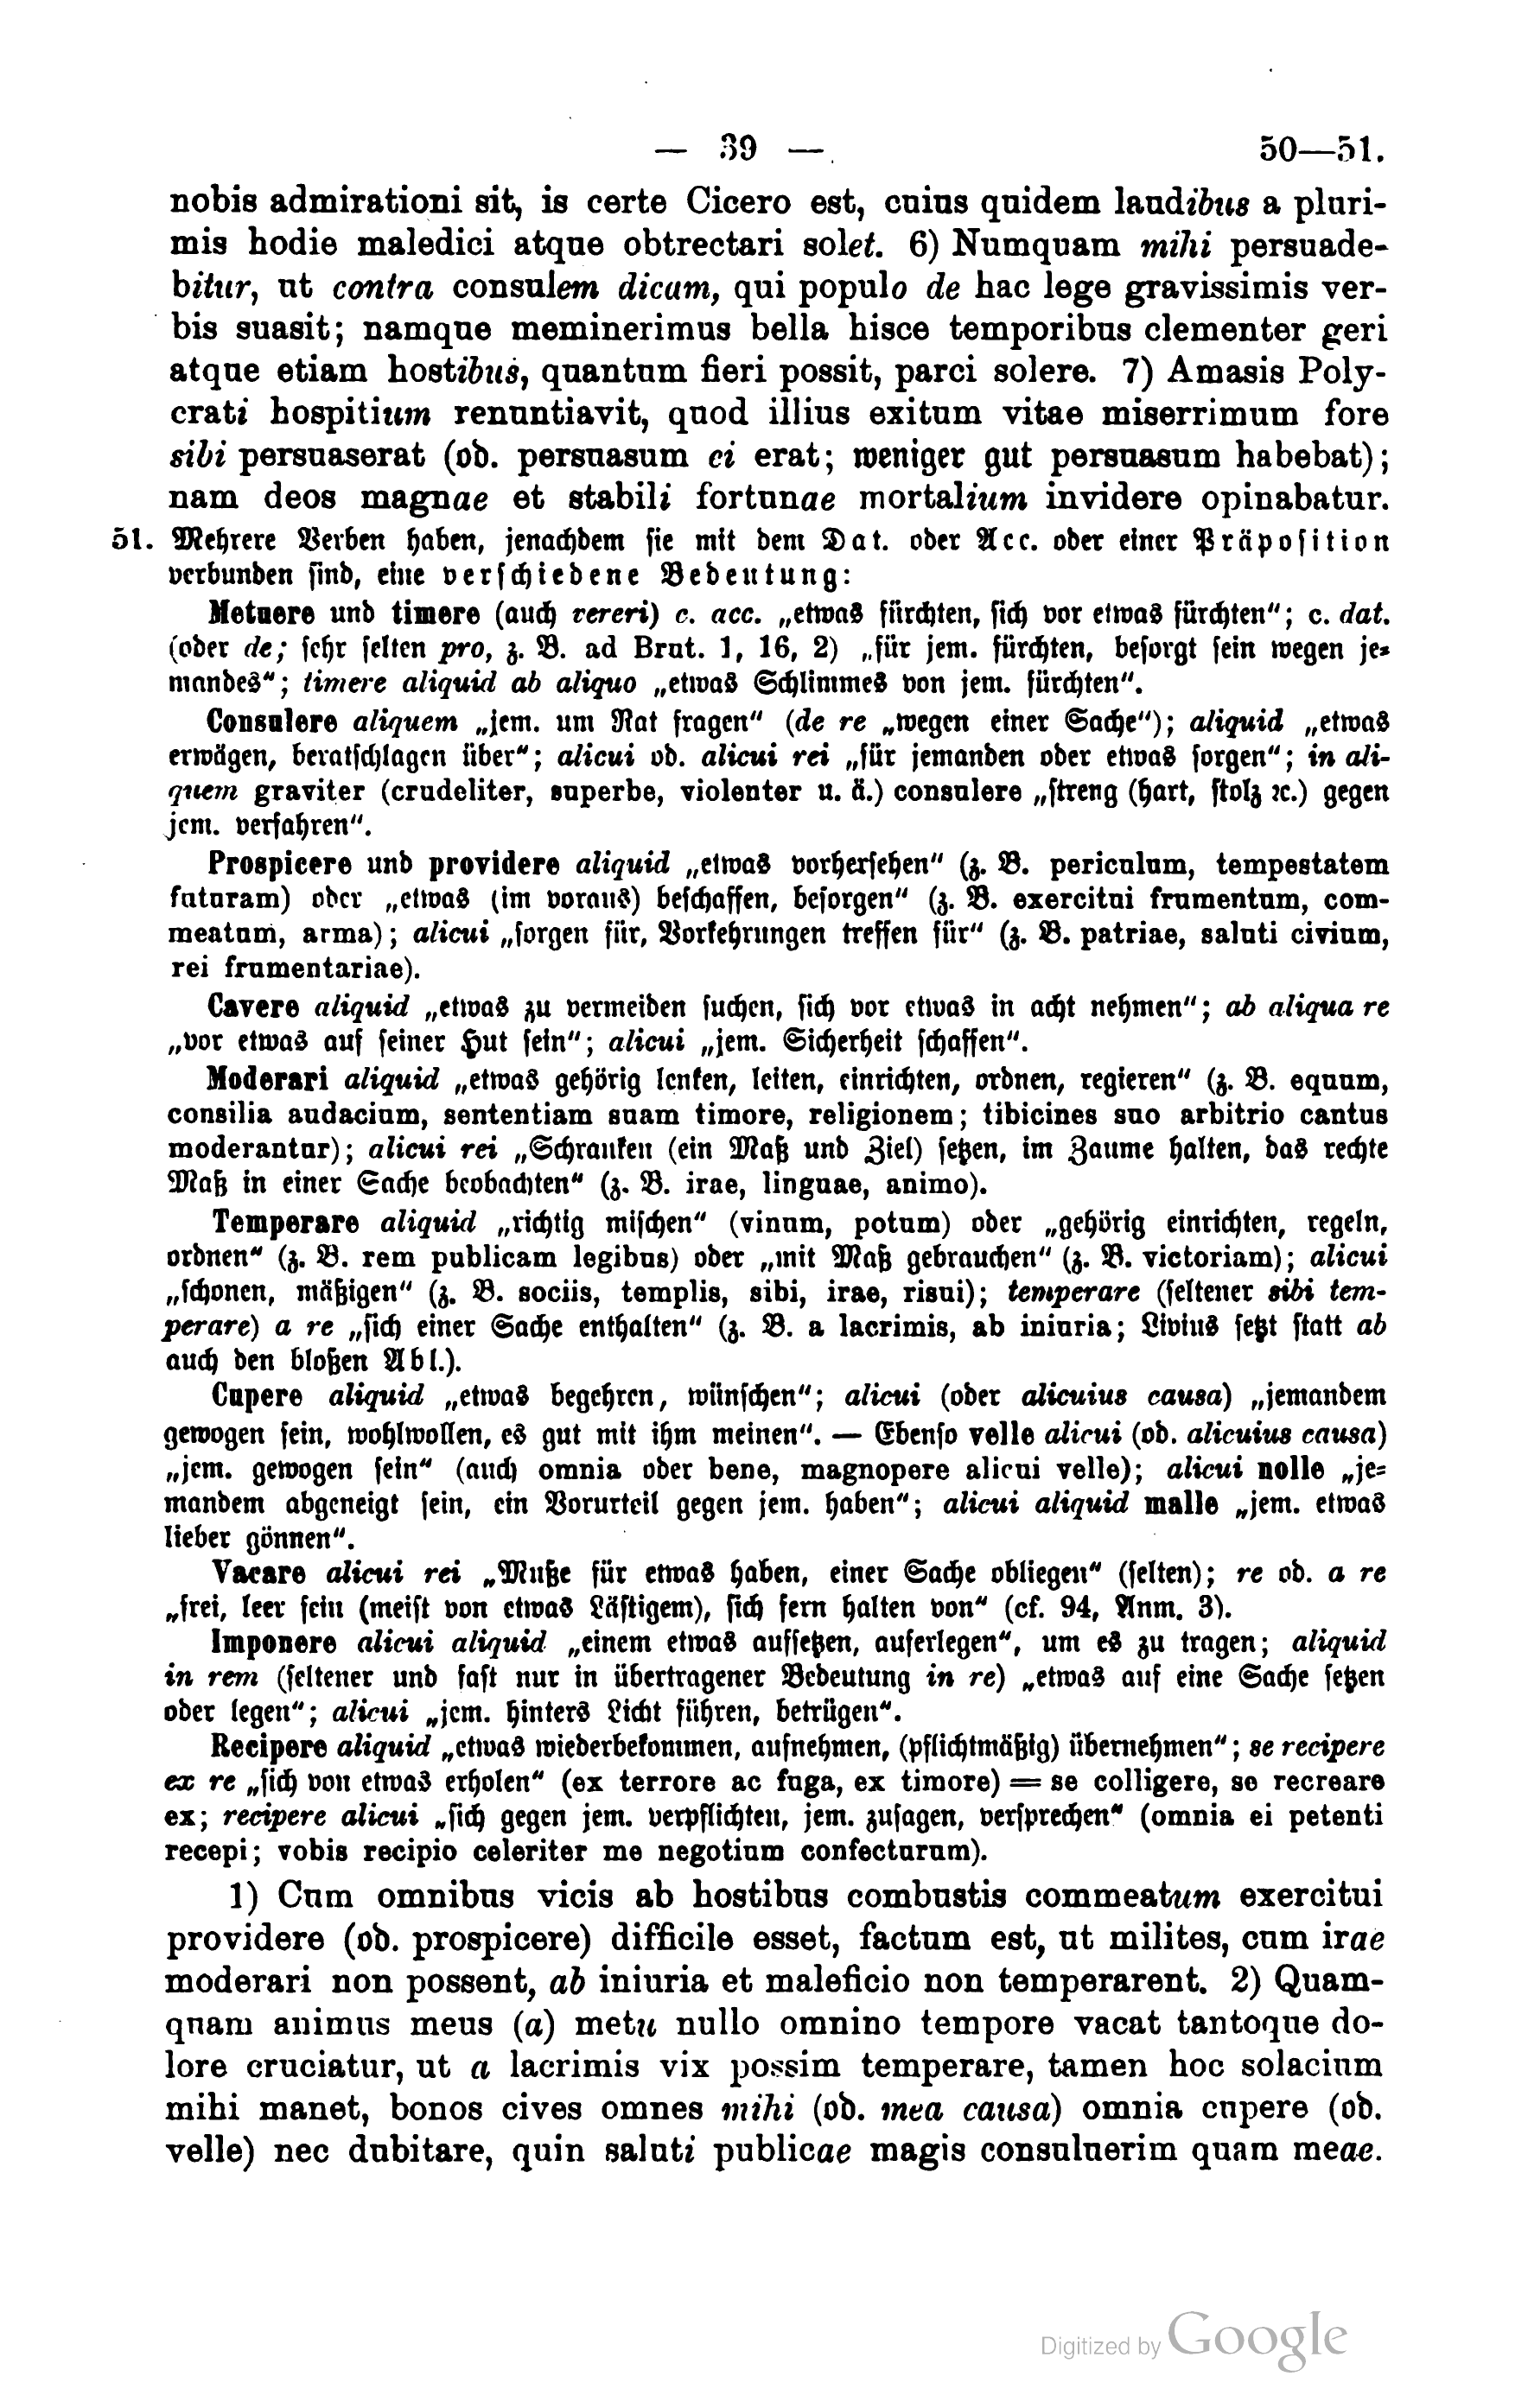 — 39 —
50—51.
nobis admirationi sit, is certe Cicero est, cuius quidem laudibus a pluri-
mis hodie maledici atque obtrectari solet. 6) Numquam mihi persuade-
bitur, ut contra consulem dicam, qui populo de hac lege gravissimis ver-
bis suasit; namque meminerimus bella hisce temporibus clementer geri
atque etiam hostibus, quantum fieri possit, parci solere. 7) Amasis Poly-
crati hospitium renuntiavit, quod illius exitum vitae miserrimum fore
sibi persuaserat (od. persuasum ei erat; weniger gut persuasum habebat);
nam deos magnae et stabili fortunae mortalium invidere opinabatur.
51. Mehrere Verben haben, jenachdem sie mit dem Dat. oder Acc. oder einer Präposition
verbunden sind, eine verschiedene Bedeutung:
Metuere und timere (auch vereri) c. acc. „etwas fürchten, sich vor etwas fürchten“; c. dat.
(oder de; sehr selten pro, z. B. ad Brut. 1, 16, 2) „für jem. fürchten, besorgt sein wegen je-
mandes“; timere aliquid ab aliquo „etwas Schlimmes von jem. fürchten“.
Consulere aliquem „jem. um Rat fragen“ (de re „wegen einer Sache“); aliquid „etwas
erwägen, beratschlagen über“; alicui od. alicui rei „für jemanden oder etwas sorgen“; in ali-
quem graviter (crudeliter, superbe, violenter u. ä.) consulere „streng (hart, stolz ꝛc.) gegen
jem. verfahren“.
Prospicere und providere aliquid „etwas vorhersehen“ (z. B. periculum, tempestatem
futuram) oder „etwas (im voraus) beschaffen, besorgen“ (z. B. exercitui frumentum, com-
meatum, arma); alicui „sorgen für, Vorkehrungen treffen für“ (z. B. patriae, saluti civium,
rei frumentariae).
Cavere aliquid „etwas zu vermeiden suchen, sich vor etwas in acht nehmen“; ab aliqua re
„vor etwas auf seiner Hut sein“; alicui „jem. Sicherheit schaffen“.
Moderari aliquid „etwas gehörig lenken, leiten, einrichten, ordnen, regieren“ (z. B. equum,
consilia audacium, sententiam suam timore, religionem; tibicines suo arbitrio cantus
moderantur); alicui rei „Schranken (ein Maß und Ziel) setzen, im Zaume halten, das rechte
Maß in einer Sache beobachten“ (z. B. irae, linguae, animo).
Temperare aliquid „richtig mischen“ (vinum, potum) oder „gehörig einrichten, regeln,
ordnen“ (z. B. rem publicam legibus) oder „mit Maß gebrauchen“ (z. B. victoriam); alicui
„schonen, mäßigen“ (z. B. sociis, templis, sibi, irae, risui); temperare (seltener sibi tem-
perare) a re „sich einer Sache enthalten“ (z. B. a lacrimis, ab iniuria; Livius setzt statt ab
auch den bloßen Abl.).
Cupere aliquid „etwas begehren, wünschen“; alicui (oder alicuius causa) „jemandem
gewogen sein, wohlwollen, es gut mit ihm meinen“. — Ebenso velle alicui (od. alicuius causa)
„jem. gewogen sein“ (auch omnia oder bene, magnopere alicui velle); alicui nolle „je-
mandem abgeneigt sein, ein Vorurteil gegen jem. haben“; alicui aliquid malle „jem. etwas
lieber gönnen“.
Vacare alicui rei „Muße für etwas haben, einer Sache obliegen“ (selten); re od. a re
„frei, leer sein (meist von etwas Lästigem), sich fern halten von“ (cf. 94, Anm. 3).
Imponere alicui aliquid „einem etwas aufsetzen, auferlegen“, um es zu tragen; aliquid
in rem (seltener und fast nur in übertragener Bedeutung in re) „etwas auf eine Sache setzen
oder legen“; alicui „jem. hinters Licht führen, betrügen“.
Recipere aliquid „etwas wiederbekommen, aufnehmen, (pflichtmäßig) übernehmen“; se recipere
ex re „sich von etwas erholen“ (ex terrore ac fuga, ex timore) = se colligere, se recreare
ex; recipere alicui „sich gegen jem. verpflichten, jem. zusagen, versprechen“ (omnia ei petenti
recepi; vobis recipio celeriter me negotium confecturum).
1) Cum omnibus vicis ab hostibus combustis commeatum exercitui
providere (od. prospicere) difficile esset, factum est, ut milites, cum irae
moderari non possent, ab iniuria et maleficio non temperarent. 2) Quam-
quam animus meus (a) metu nullo omnino tempore vacat tantoque do-
lore cruciatur, ut a lacrimis vix possim temperare, tamen hoc solacium
mihi manet, bonos cives omnes mihi (od. mea causa) omnia cupere (od.
velle) nec dubitare, quin saluti publicae magis consuluerim quam meae.
Digitized by Google